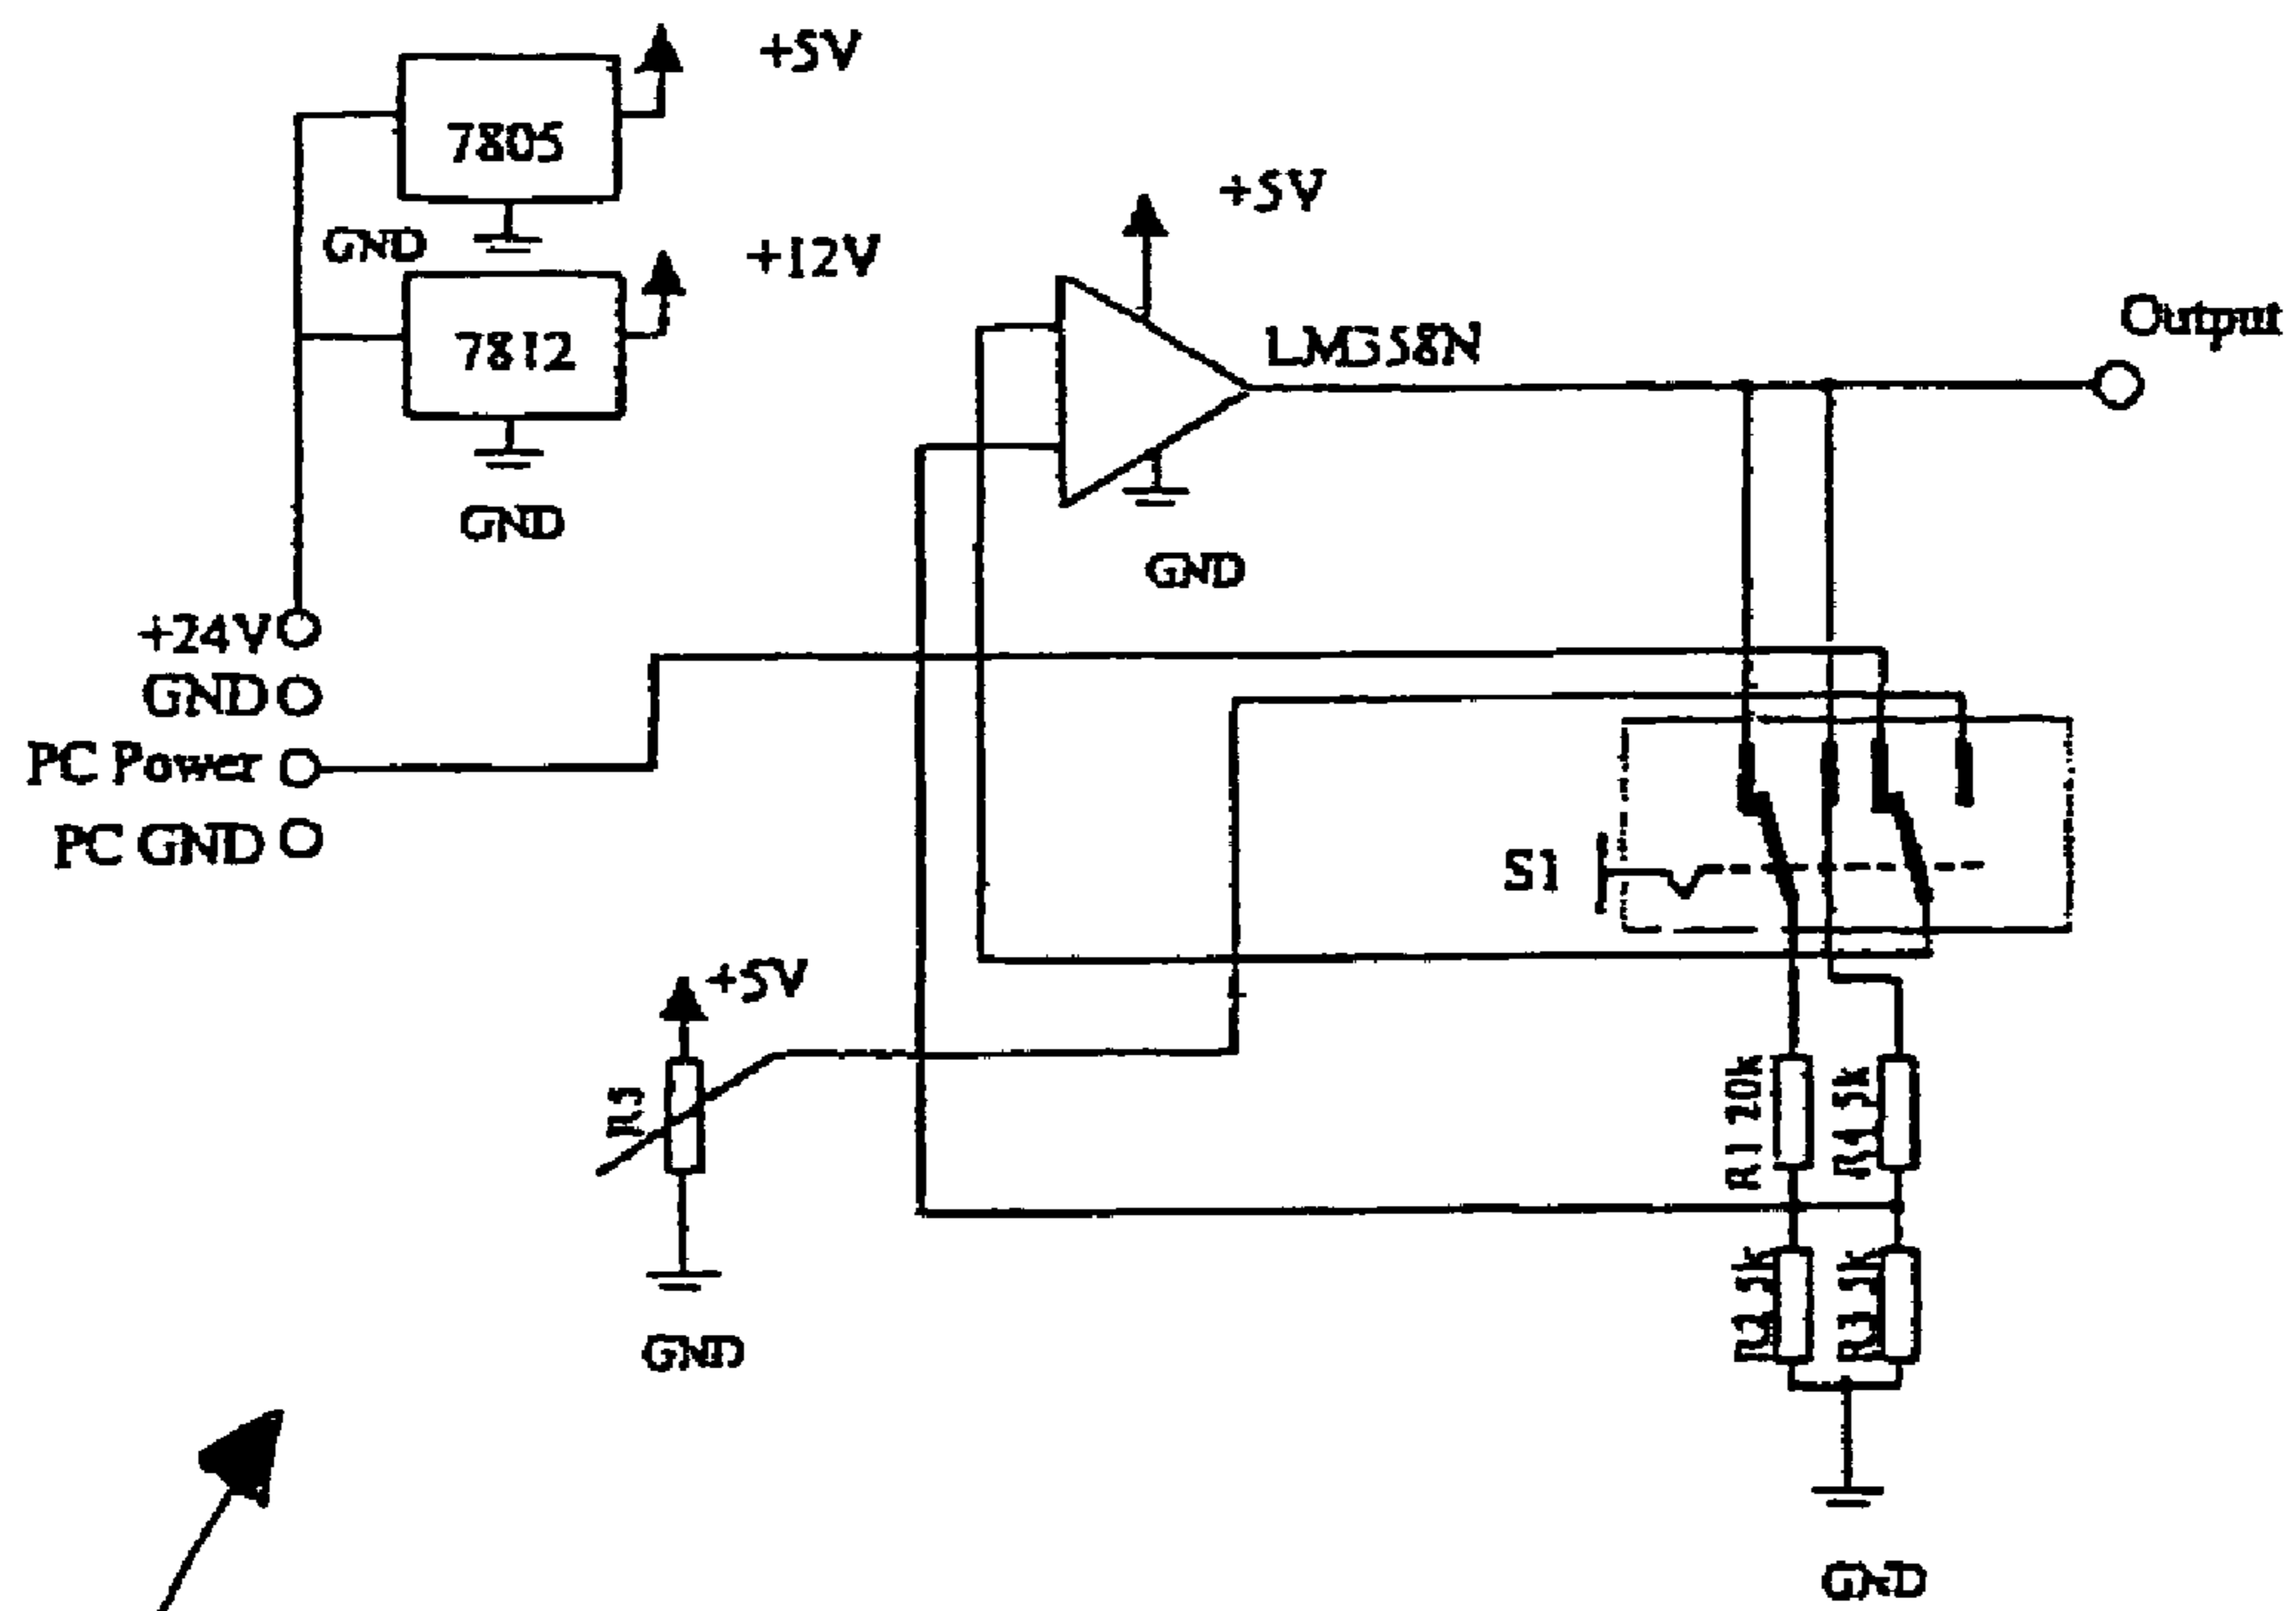 +5V
7805
GND
+12V
7812
GND
+5V
LM358N
Output
GND
+24V
GND
PC Power
PC GND
S1
+5V
R5
GND
R1 20k
R4 5k
R2 5k
R3 5k
GND